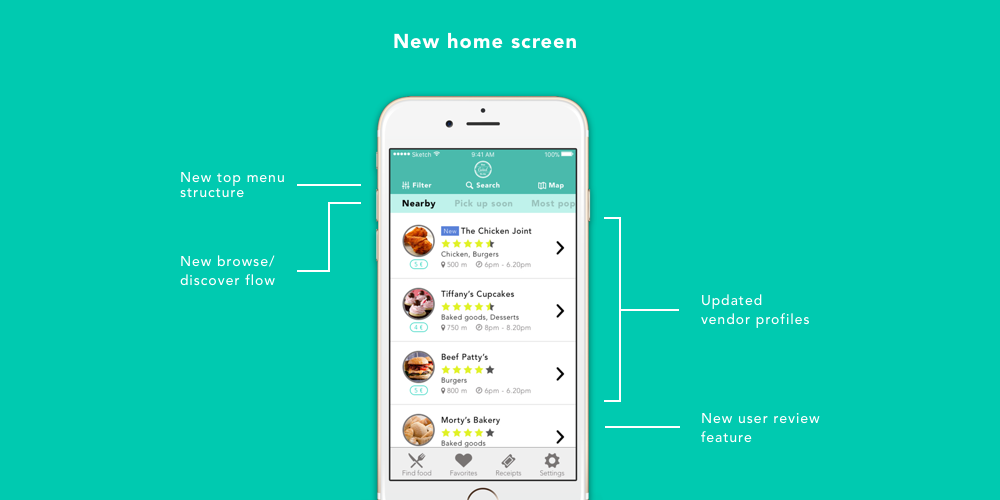 New home screen
New top menu
structure
New browse/
discover flow
Sketch 9:41 AM 100%
Filter Search Map
Nearby Pick up soon Most pop
New The Chicken Joint
Chicken, Burgers
5 € 500 m 6pm - 6.20pm
Tiffany's Cupcakes
Baked goods, Desserts
4 € 750 m 8pm - 8.20pm
Beef Patty's
Burgers
5 € 800 m 6pm - 6.20pm
Morty's Bakery
Baked goods
Find food Favorites Receipts Settings
Updated
vendor profiles
New user review
feature